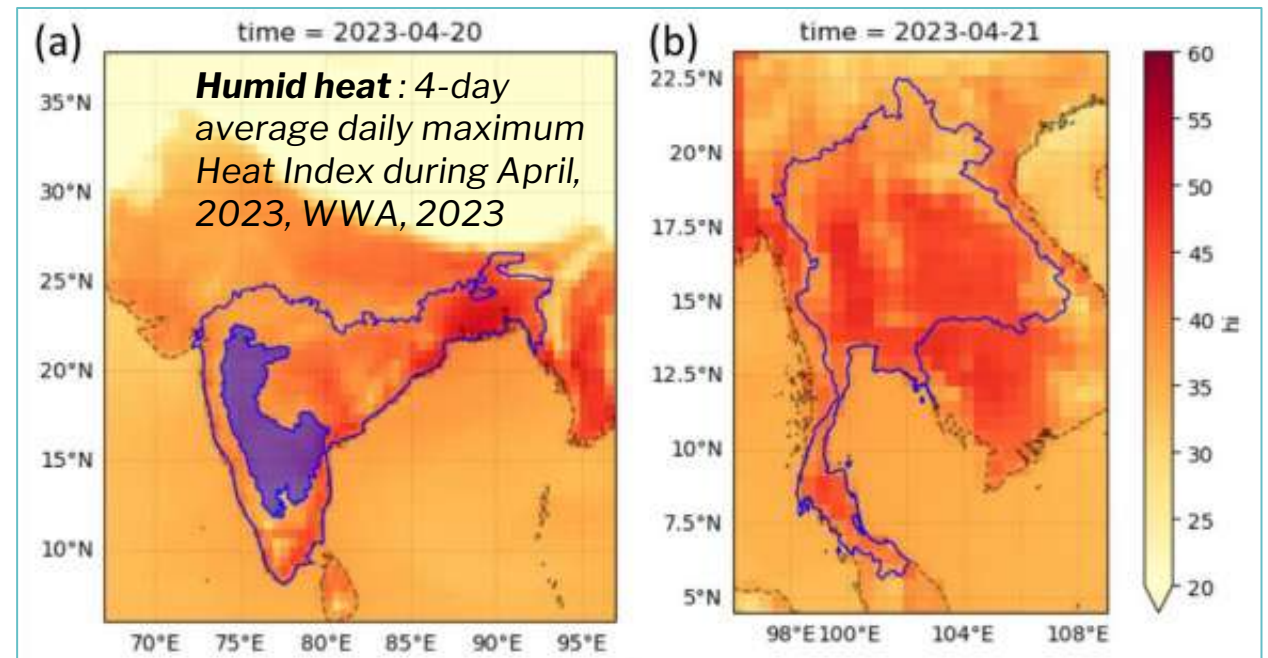 (a)
time = 2023-04-20
Humid heat : 4-day
average daily maximum
Heat Index during April,
2023, WWA, 2023
35°N
30°N
25°N
20°N
15°N
10°N
70°E 75°E 80°E 85°E 90°E 95°E
(b)
time = 2023-04-21
22.5°N
20°N
17.5°N
15°N
12.5°N
10°N
7.5°N
5°N
98°E 100°E 104°E 108°E
60
55
50
45
40
35
30
25
20
hi